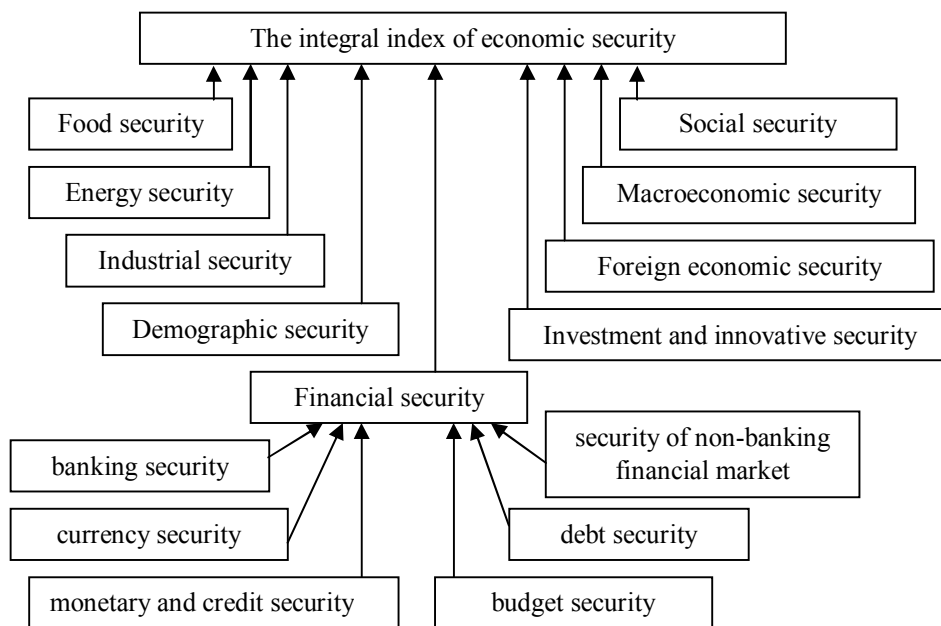 The integral index of economic security
Food security
Social security
Energy security
Macroeconomic security
Industrial security
Foreign economic security
Demographic security
Investment and innovative security
Financial security
banking security
security of non-banking
financial market
currency security
debt security
monetary and credit security
budget security